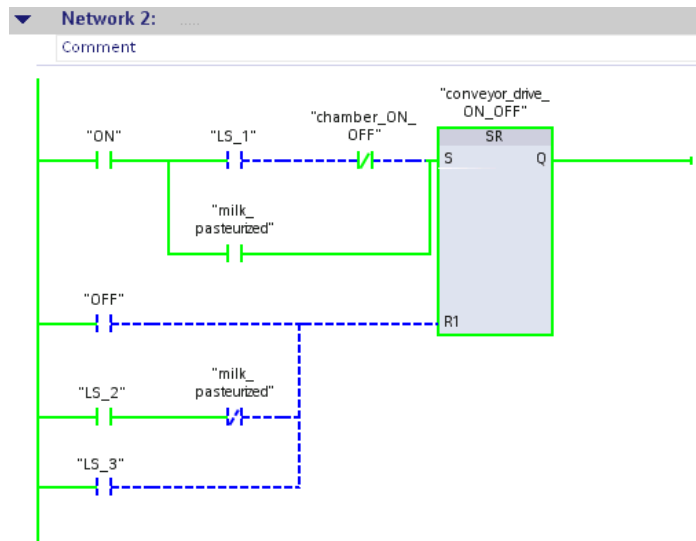 Network 2: .....
Comment
"conveyor_drive_
ON_OFF"
"chamber_ON_
OFF"
"ON"
"LS_1"
SR
S
Q
"milk_
pasteurized"
"OFF"
R1
"milk_
pasteurized"
"LS_2"
"LS_3"